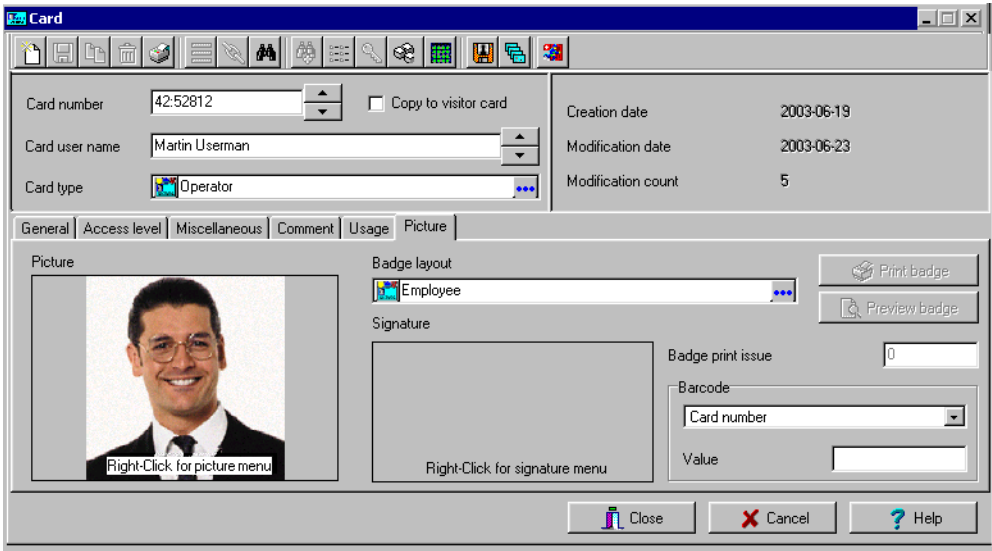 Card
Card number
42:52812
Copy to visitor card
Card user name
Martin Userman
Card type
Operator
Creation date
2003-06-19
Modification date
2003-06-23
Modification count
5
General
Access level
Miscellaneous
Comment
Usage
Picture
Picture
Right-Click for picture menu
Badge layout
Employee
Signature
Right-Click for signature menu
Print badge
Preview badge
Badge print issue
0
Barcode
Card number
Value
Close
Cancel
Help